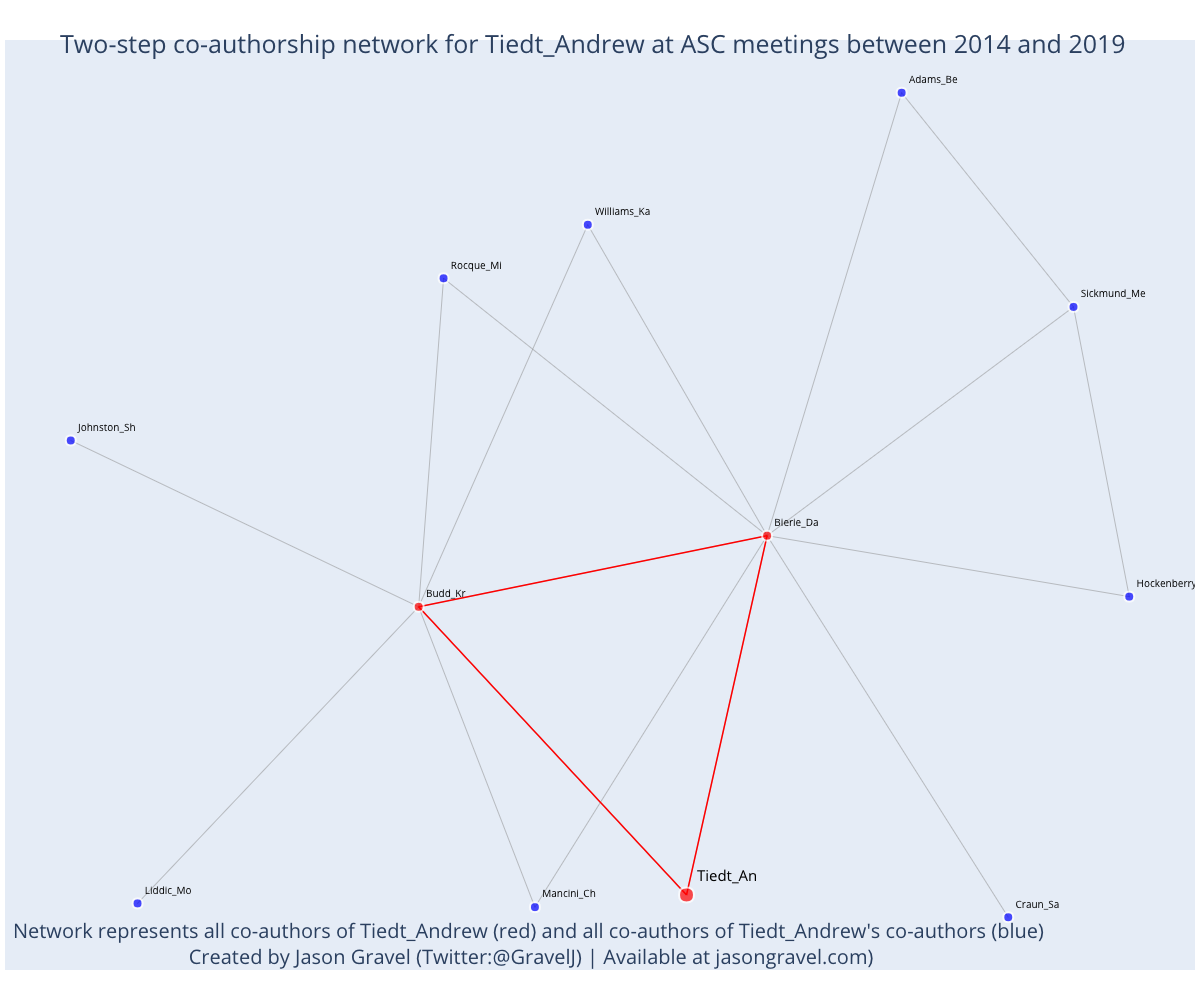 Two-step co-authorship network for Tiedt_Andrew at ASC meetings between 2014 and 2019
Adams_Be
Williams_Ka
Rocque_Mi
Sickmund_Me
Johnston_Sh
Bierie_Da
Hockenberry
Budd_Kr
Tiedt_An
Liddic_Mo
Mancini_Ch
Craun_Sa
Network represents all co-authors of Tiedt_Andrew (red) and all co-authors of Tiedt_Andrew's co-authors (blue)
Created by Jason Gravel (Twitter:@GravelJ) | Available at jasongravel.com)